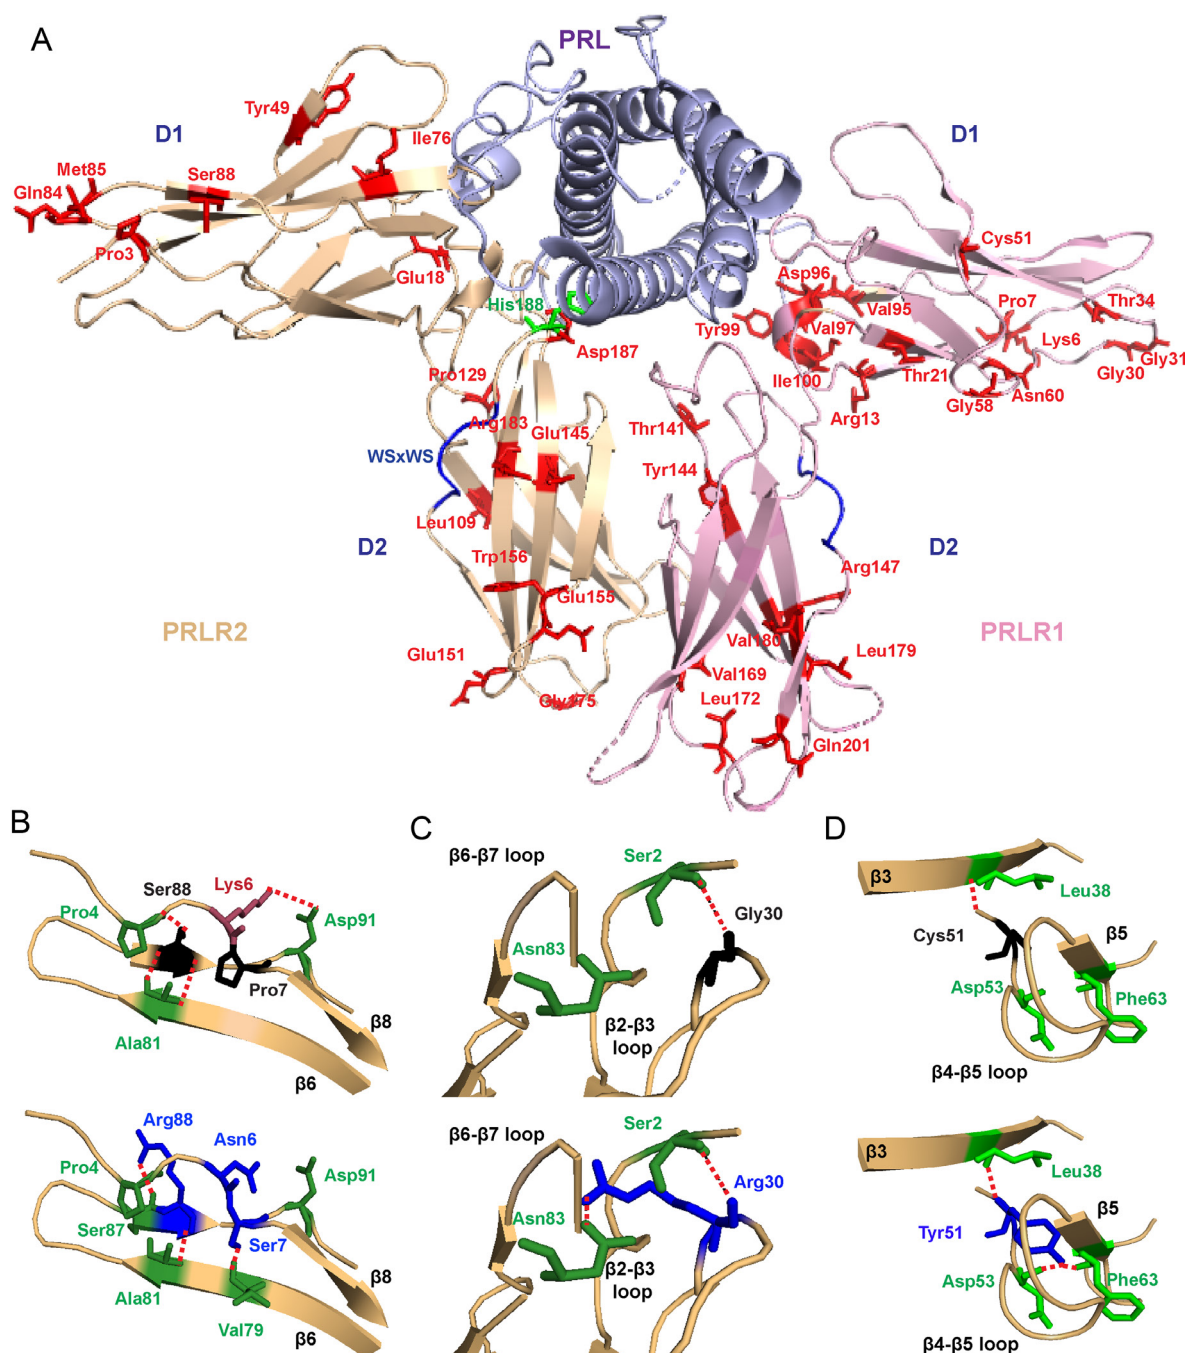 A
PRL
Tyr49
D1
Ile76
D1
Met85
Ser88
Gln84
Pro3
Glu18
Cys51
Asp96
His188
Pro7
Thr34
Val95
Tyr99
Val97
Lys6
Asp187
Gly31
Pro129
Ile100
Thr21
Gly30
Gly58
Asn60
Arg13
Arg183
Glu145
Thr141
WSxWS
Tyr144
Leu109
D2
D2
Trp156
Arg147
Glu155
PRLR2
Val180
PRLR1
Glu151
Leu179
Val169
Gly175
Leu172
Gln201
B
Ser88
Lys6
Pro4
Asp91
Pro7
Ala81
β8
β6
Arg88
Asn6
Pro4
Asp91
Ser87
Ser7
Ala81
β8
Val79
β6
C
β6-β7 loop
Ser2
Gly30
Asn83
β2-β3
loop
β6-β7 loop
Ser2
Arg30
Asn83
β2-β3
loop
D
β3
Leu38
Cys51
β5
Asp53
Phe63
β4-β5 loop
β3
Leu38
β5
Tyr51
Asp53
Phe63
β4-β5 loop